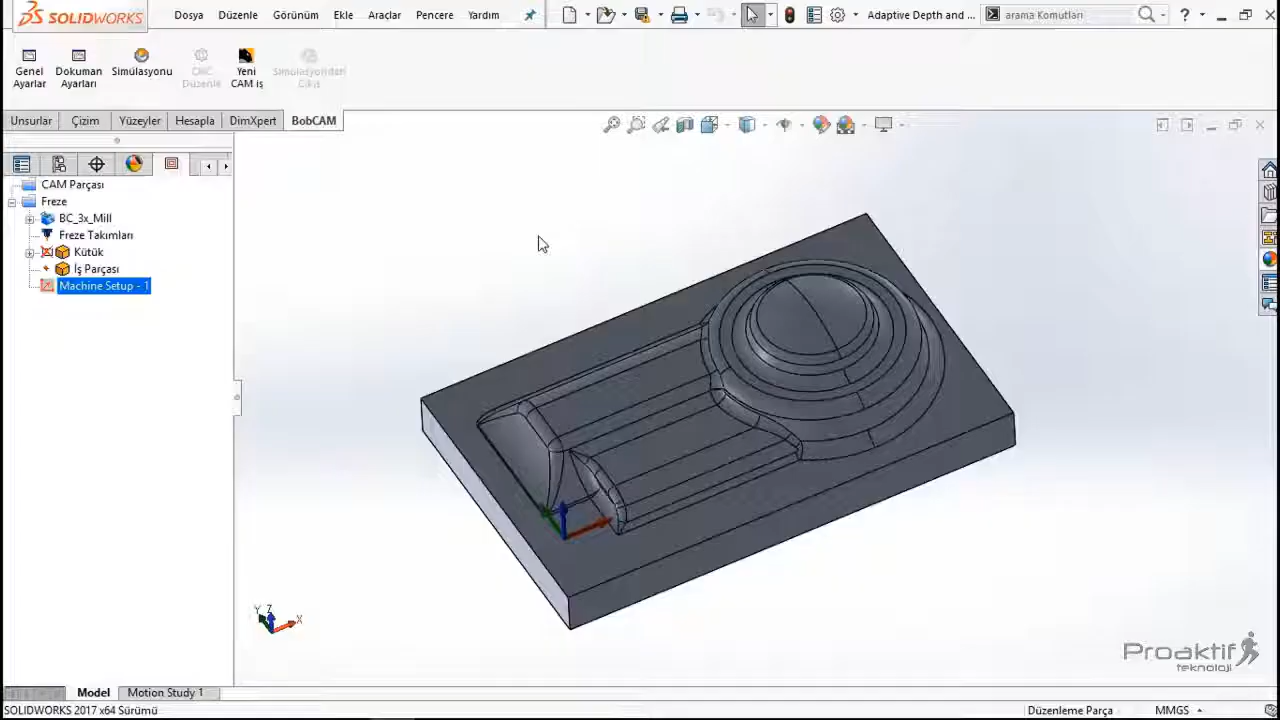 SOLIDWORKS Dosya Düzenle Görünüm Ekle Araçlar Pencere Yardım Adaptive Depth and ... arama Komutları ?
Genel Ayarlar
Dokuman Ayarları
Simülasyonu
CNC Düzenle
Yeni CAM iş
Simülasyondan Çıkış
Unsurlar Çizim Yüzeyler Hesapla DimXpert BobCAM
CAM Parçası
Freze
BC_3x_Mill
Freze Takımları
Kütük
İş Parçası
Machine Setup - 1
Y Z X
Proaktif
teknoloji
Model Motion Study 1
SOLIDWORKS 2017 x64 Sürümü Düzenleme Parça MMGS